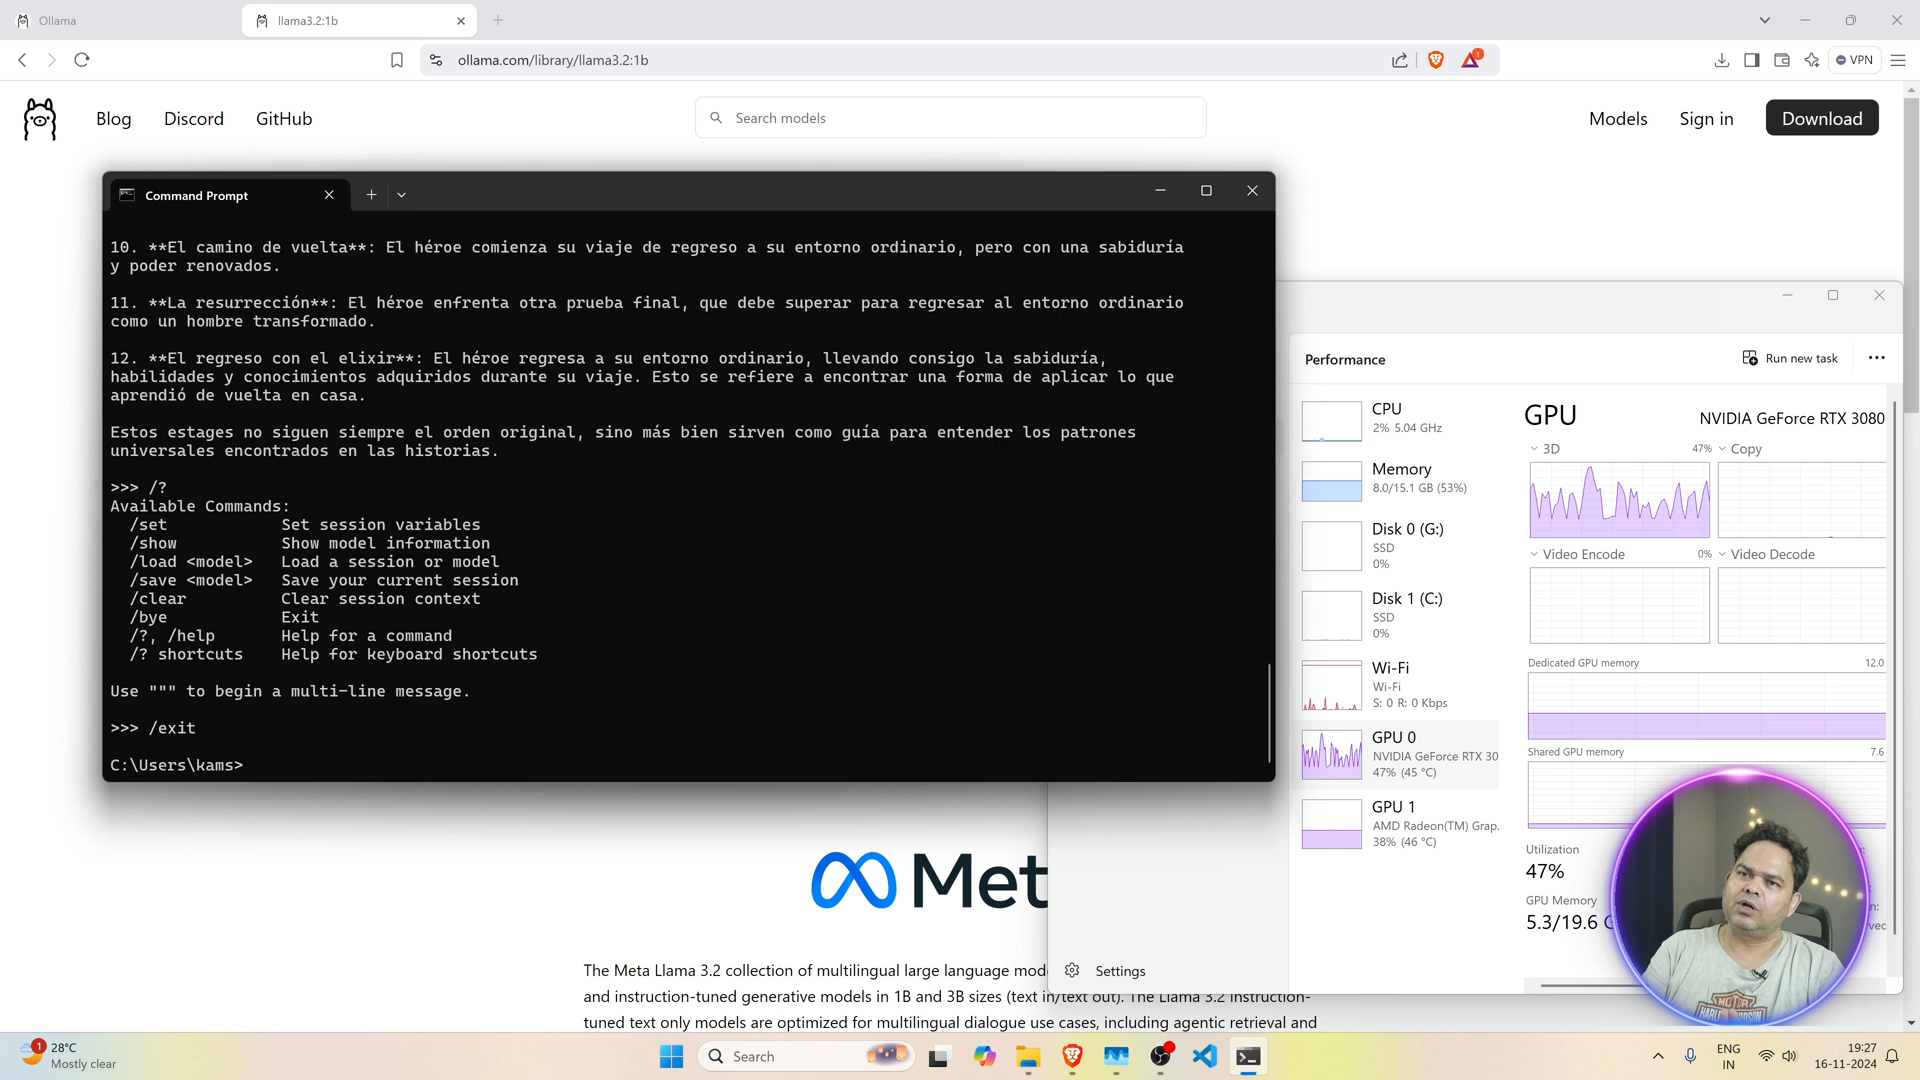 Ollama
llama3.2:1b
ollama.com/library/llama3.2:1b
1
VPN
Blog
Discord
GitHub
Search models
Models
Sign in
Download
Command Prompt
10. **El camino de vuelta**: El héroe comienza su viaje de regreso a su entorno ordinario, pero con una sabiduría
y poder renovados.
11. **La resurrección**: El héroe enfrenta otra prueba final, que debe superar para regresar al entorno ordinario
como un hombre transformado.
12. **El regreso con el elixir**: El héroe regresa a su entorno ordinario, llevando consigo la sabiduría,
habilidades y conocimientos adquiridos durante su viaje. Esto se refiere a encontrar una forma de aplicar lo que
aprendió de vuelta en casa.
Estos estages no siguen siempre el orden original, sino más bien sirven como guía para entender los patrones
universales encontrados en las historias.
>>> /?
Available Commands:
/set Set session variables
/show Show model information
/load <model> Load a session or model
/save <model> Save your current session
/clear Clear session context
/bye Exit
/?, /help Help for a command
/? shortcuts Help for keyboard shortcuts
Use """ to begin a multi-line message.
>>> /exit
C:\Users\kams>
Performance
Run new task
CPU
2% 5.04 GHz
Memory
8.0/15.1 GB (53%)
Disk 0 (G:)
SSD
0%
Disk 1 (C:)
SSD
0%
Wi-Fi
Wi-Fi
S: 0 R: 0 Kbps
GPU 0
NVIDIA GeForce RTX 30
47% (45 °C)
GPU 1
AMD Radeon(TM) Grap.
38% (46 °C)
GPU
NVIDIA GeForce RTX 3080
3D 47%
Copy
Video Encode 0%
Video Decode
Dedicated GPU memory 12.0
Shared GPU memory 7.6
Utilization
47%
GPU Memory
5.3/19.6
Settings
Met
The Meta Llama 3.2 collection of multilingual large language mod
and instruction-tuned generative models in 1B and 3B sizes (text in/text out). The Llama 3.2 instruction-
tuned text only models are optimized for multilingual dialogue use cases, including agentic retrieval and
MOTOR
HARLEY-DAVIDSON
1
28°C
Mostly clear
Search
ENG
IN
19:27
16-11-2024